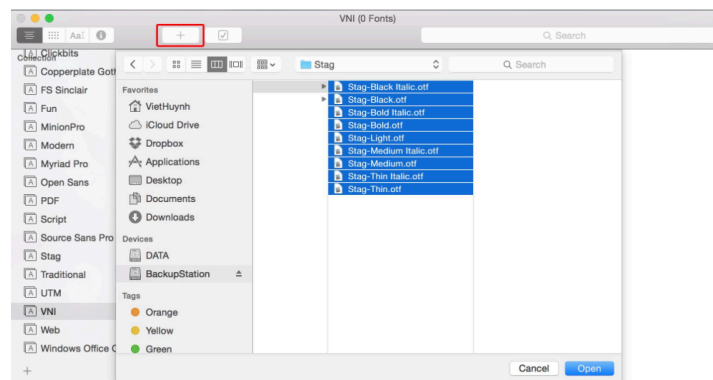 VNI (0 Fonts)
Search
Collection
Clickbits
Copperplate Goth
FS Sinclair
Fun
MinionPro
Modern
Myriad Pro
Open Sans
PDF
Script
Source Sans Pro
Stag
Traditional
UTM
VNI
Web
Windows Office C
Stag
Search
Favorites
VietHuynh
iCloud Drive
Dropbox
Applications
Desktop
Documents
Downloads
Devices
DATA
BackupStation
Tags
Orange
Yellow
Green
Stag-Black Italic.otf
Stag-Black.otf
Stag-Bold Italic.otf
Stag-Bold.otf
Stag-Light.otf
Stag-Medium Italic.otf
Stag-Medium.otf
Stag-Thin Italic.otf
Stag-Thin.otf
Cancel
Open